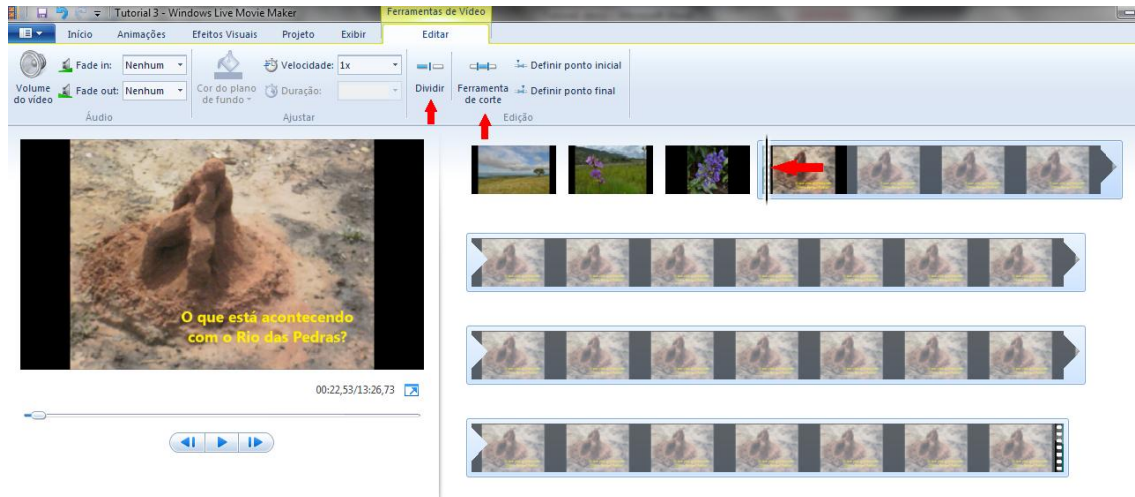 Tutorial 3 - Windows Live Movie Maker
Ferramentas de Vídeo
Início Animações Efeitos Visuais Projeto Exibir Editar
Volume do vídeo
Fade in: Nenhum
Fade out: Nenhum
Áudio
Cor do plano de fundo
Velocidade: 1x
Duração:
Ajustar
Dividir
Ferramenta de corte
Definir ponto inicial
Definir ponto final
Edição
O que está acontecendo
com o Rio das Pedras?
00:22,53/13:26,73